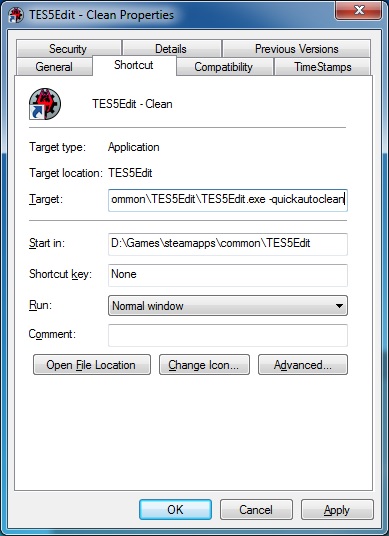 TES5Edit - Clean Properties
Security Details Previous Versions
General Shortcut Compatibility TimeStamps
TES5Edit - Clean
Target type: Application
Target location: TES5Edit
Target: ommon\TES5Edit\TES5Edit.exe -quickautoclean
Start in: D:\Games\steamapps\common\TES5Edit
Shortcut key: None
Run: Normal window
Comment:
Open File Location Change Icon... Advanced...
OK Cancel Apply